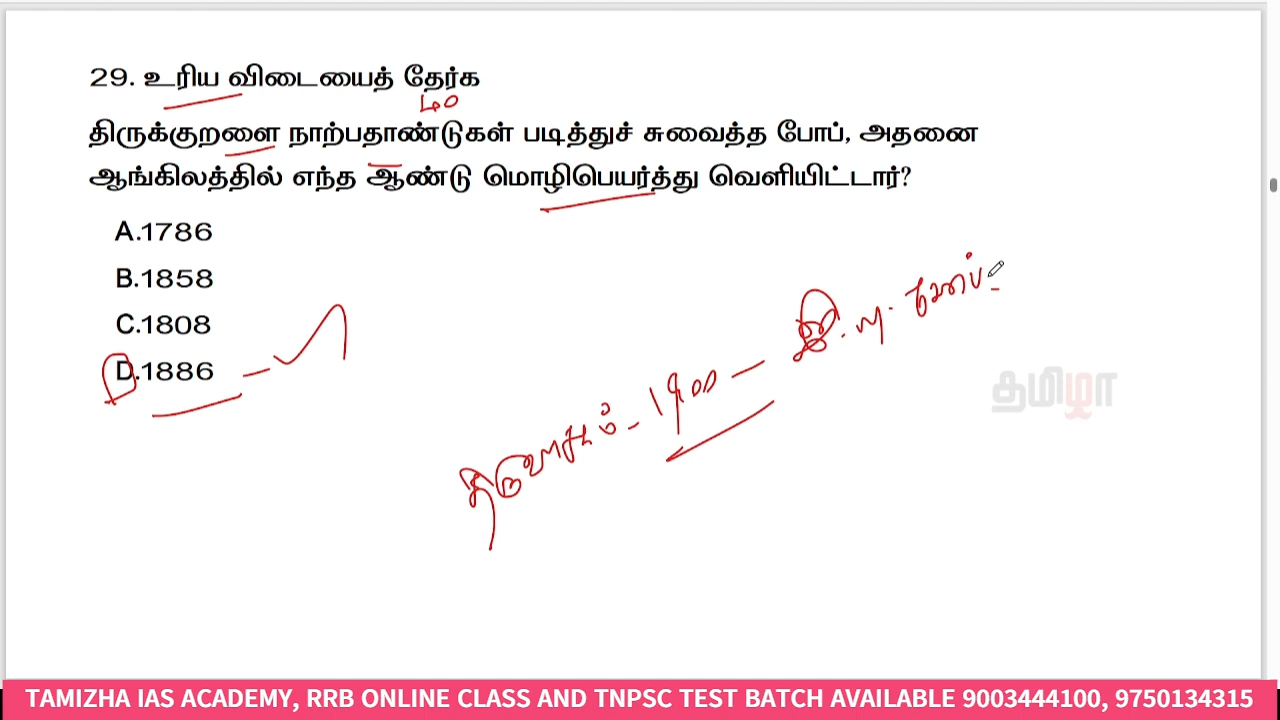 29. உரிய விடையைத் தேர்க
40
திருக்குறளை நாற்பதாண்டுகள் படித்துச் சுவைத்த போப், அதனை
ஆங்கிலத்தில் எந்த ஆண்டு மொழிபெயர்த்து வெளியிட்டார்?
A.1786
B.1858
C.1808
D.1886
திருவாசகம் - 1900 - ஜி.யு. போப்
தமிழா
TAMIZHA IAS ACADEMY, RRB ONLINE CLASS AND TNPSC TEST BATCH AVAILABLE 9003444100, 9750134315